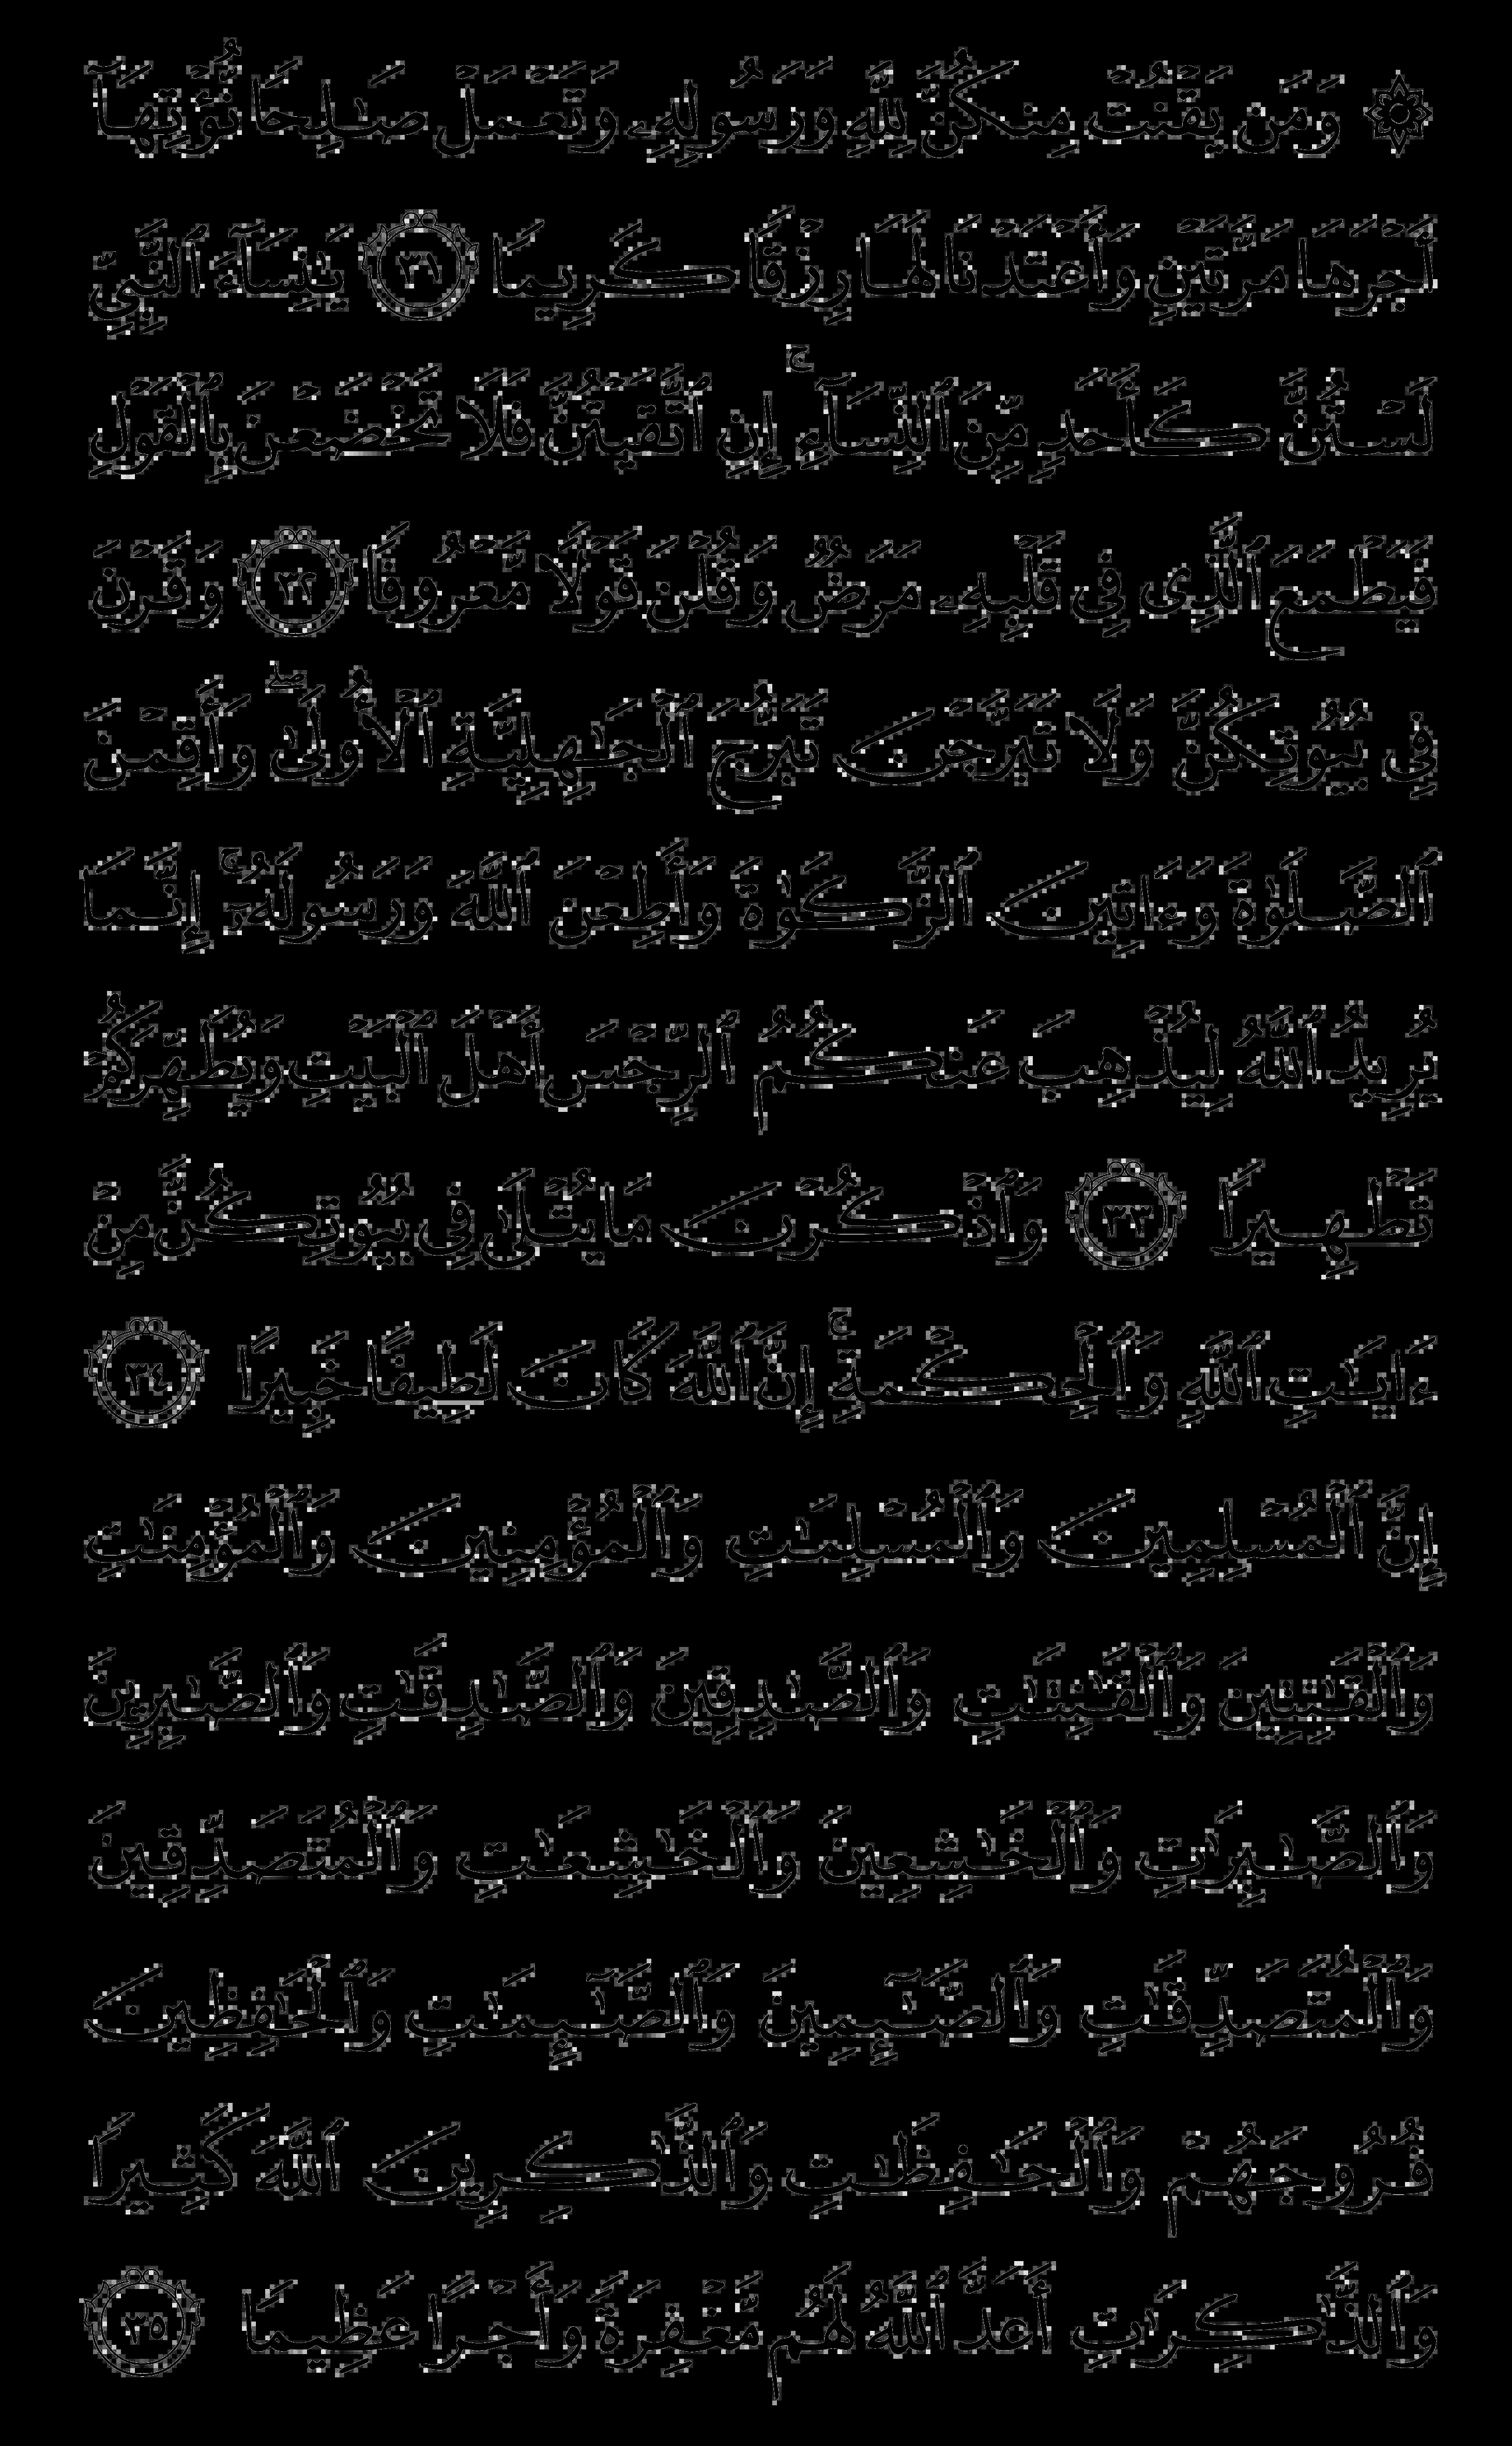 ۞ وَمَن يَقْنُتْ مِنكُنَّ لِلَّهِ وَرَسُولِهِۦ وَتَعْمَلْ صَـٰلِحًا نُّؤْتِهَآ
أَجْرَهَا مَرَّتَيْنِ وَأَعْتَدْنَا لَهَا رِزْقًا كَرِيمًا ٣١ يَـٰنِسَآءَ ٱلنَّبِىِّ
لَسْتُنَّ كَأَحَدٍ مِّنَ ٱلنِّسَآءِ ۚ إِنِ ٱتَّقَيْتُنَّ فَلَا تَخْضَعْنَ بِٱلْقَوْلِ
فَيَطْمَعَ ٱلَّذِى فِى قَلْبِهِۦ مَرَضٌ وَقُلْنَ قَوْلًا مَّعْرُوفًا ٣٢ وَقَرْنَ
فِى بُيُوتِكُنَّ وَلَا تَبَرَّجْنَ تَبَرُّجَ ٱلْجَـٰهِلِيَّةِ ٱلْأُولَىٰ ۖ وَأَقِمْنَ
ٱلصَّلَوٰةَ وَءَاتِينَ ٱلزَّكَوٰةَ وَأَطِعْنَ ٱللَّهَ وَرَسُولَهُۥٓ ۚ إِنَّمَا
يُرِيدُ ٱللَّهُ لِيُذْهِبَ عَنكُمُ ٱلرِّجْسَ أَهْلَ ٱلْبَيْتِ وَيُطَهِّرَكُمْ
تَطْهِيرًا ٣٣ وَٱذْكُرْنَ مَا يُتْلَىٰ فِى بُيُوتِكُنَّ مِنْ
ءَايَـٰتِ ٱللَّهِ وَٱلْحِكْمَةِ ۚ إِنَّ ٱللَّهَ كَانَ لَطِيفًا خَبِيرًا ٣٤
إِنَّ ٱلْمُسْلِمِينَ وَٱلْمُسْلِمَـٰتِ وَٱلْمُؤْمِنِينَ وَٱلْمُؤْمِنَـٰتِ
وَٱلْقَـٰنِتِينَ وَٱلْقَـٰنِتَـٰتِ وَٱلصَّـٰدِقِينَ وَٱلصَّـٰدِقَـٰتِ وَٱلصَّـٰبِرِينَ
وَٱلصَّـٰبِرَٰتِ وَٱلْخَـٰشِعِينَ وَٱلْخَـٰشِعَـٰتِ وَٱلْمُتَصَدِّقِينَ
وَٱلْمُتَصَدِّقَـٰتِ وَٱلصَّـٰٓئِمِينَ وَٱلصَّـٰٓئِمَـٰتِ وَٱلْحَـٰفِظِينَ
فُرُوجَهُمْ وَٱلْحَـٰفِظَـٰتِ وَٱلذَّٰكِرِينَ ٱللَّهَ كَثِيرًا
وَٱلذَّٰكِرَٰتِ أَعَدَّ ٱللَّهُ لَهُم مَّغْفِرَةً وَأَجْرًا عَظِيمًا ٣٥